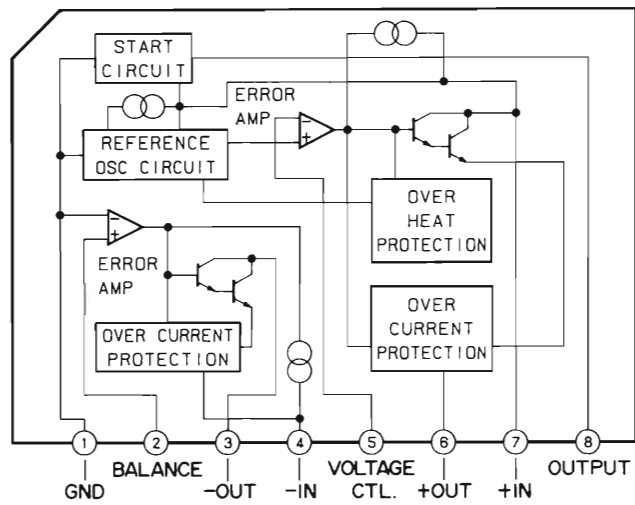 START
CIRCUIT
ERROR
AMP
−
+
REFERENCE
OSC CIRCUIT
OVER
HEAT
PROTECTION
−
+
ERROR
AMP
OVER CURRENT
PROTECTION
OVER
CURRENT
PROTECTION
1 2 3 4 5 6 7 8
BALANCE VOLTAGE OUTPUT
GND −OUT −IN CTL. +OUT +IN